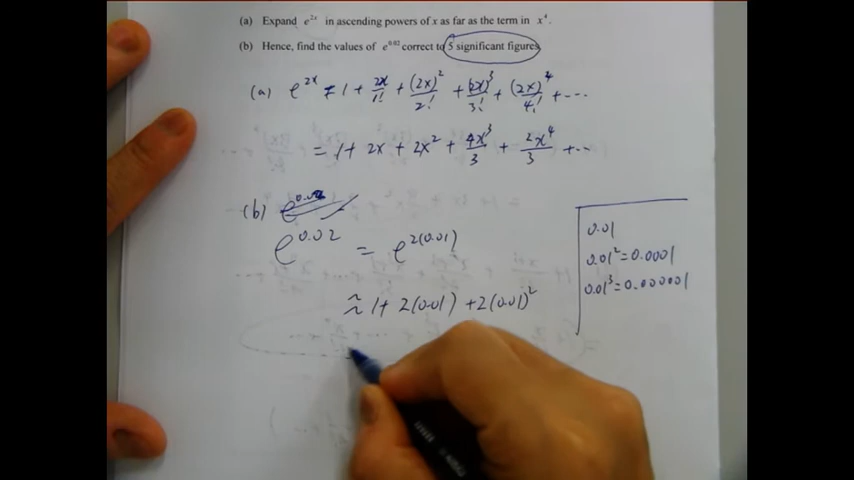 (a) Expand e^{2x} in ascending powers of x as far as the term in x^4.
(b) Hence, find the values of e^{0.02} correct to 5 significant figures.
(a) e^{2x} = 1 + 2x/1! + (2x)^2/2! + (2x)^3/3! + (2x)^4/4! + ...
= 1 + 2x + 2x^2 + 4x^3/3 + 2x^4/3 + ...
(b) e^{0.02}
e^{0.02} = e^{2(0.01)}
≈ 1 + 2(0.01) + 2(0.01)^2
0.01
0.01^2 = 0.0001
0.01^3 = 0.000001